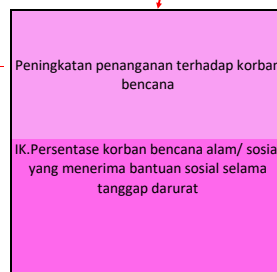 Peningkatan penanganan terhadap korban
bencana
IK.Persentase korban bencana alam/ sosial
yang menerima bantuan sosial selama
tanggap darurat